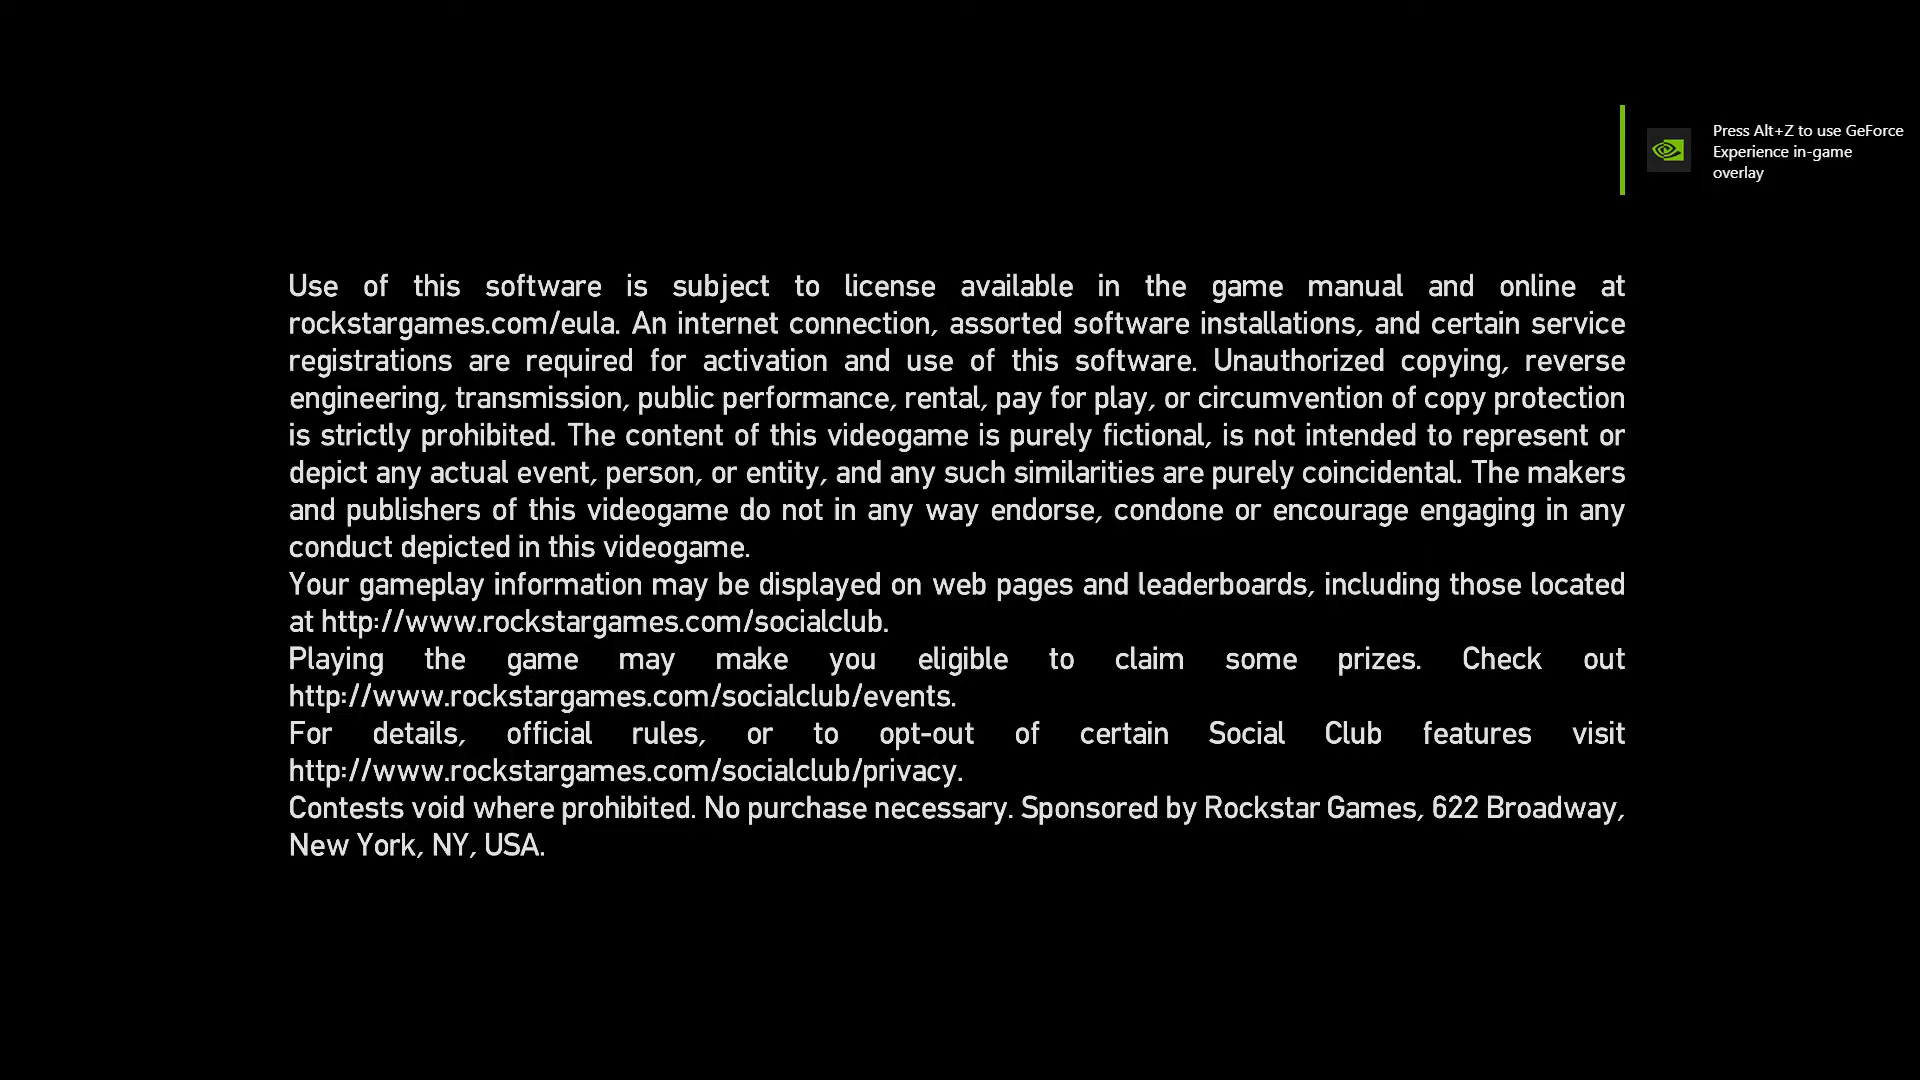 Press Alt+Z to use GeForce
Experience in-game
overlay
Use of this software is subject to license available in the game manual and online at
rockstargames.com/eula. An internet connection, assorted software installations, and certain service
registrations are required for activation and use of this software. Unauthorized copying, reverse
engineering, transmission, public performance, rental, pay for play, or circumvention of copy protection
is strictly prohibited. The content of this videogame is purely fictional, is not intended to represent or
depict any actual event, person, or entity, and any such similarities are purely coincidental. The makers
and publishers of this videogame do not in any way endorse, condone or encourage engaging in any
conduct depicted in this videogame.
Your gameplay information may be displayed on web pages and leaderboards, including those located
at http://www.rockstargames.com/socialclub.
Playing the game may make you eligible to claim some prizes. Check out
http://www.rockstargames.com/socialclub/events.
For details, official rules, or to opt-out of certain Social Club features visit
http://www.rockstargames.com/socialclub/privacy.
Contests void where prohibited. No purchase necessary. Sponsored by Rockstar Games, 622 Broadway,
New York, NY, USA.